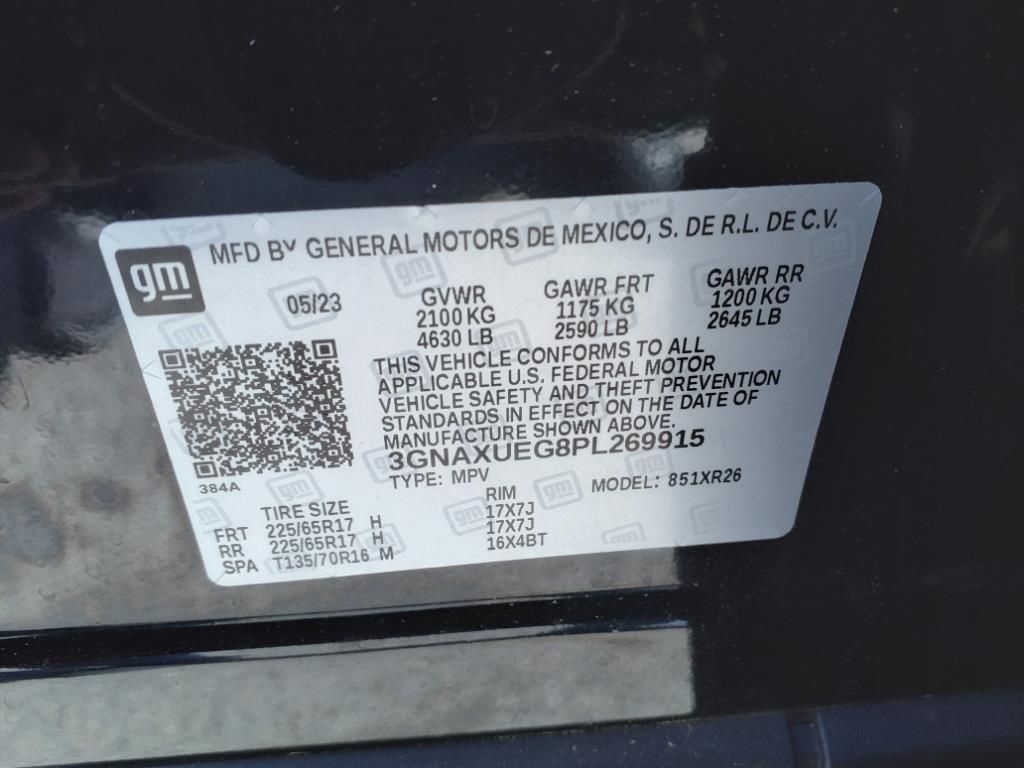 gm
MFD BY GENERAL MOTORS DE MEXICO, S. DE R.L. DE C.V.
05/23
GVWR
2100 KG
4630 LB
GAWR FRT
1175 KG
2590 LB
GAWR RR
1200 KG
2645 LB
THIS VEHICLE CONFORMS TO ALL
APPLICABLE U.S. FEDERAL MOTOR
VEHICLE SAFETY AND THEFT PREVENTION
STANDARDS IN EFFECT ON THE DATE OF
MANUFACTURE SHOWN ABOVE.
3GNAXUEG8PL269915
TYPE: MPV MODEL: 851XR26
384A
TIRE SIZE RIM
FRT 225/65R17 H 17X7J
RR 225/65R17 H 17X7J
SPA T135/70R16 M 16X4BT